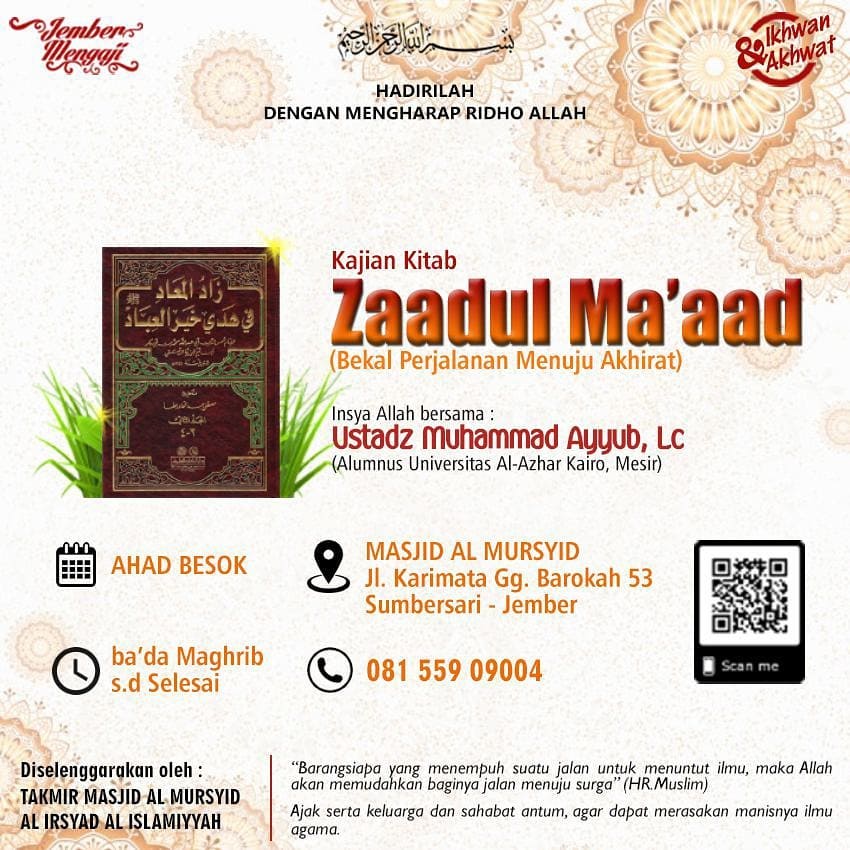 Jember
Mengaji
بسم الله الرحمن الرحيم
Ikhwan
& Akhwat
HADIRILAH
DENGAN MENGHARAP RIDHO ALLAH
زاد المعاد
في هدي خير العباد
Kajian Kitab
Zaadul Ma'aad
(Bekal Perjalanan Menuju Akhirat)
Insya Allah bersama :
Ustadz Muhammad Ayyub, Lc
(Alumnus Universitas Al-Azhar Kairo, Mesir)
AHAD BESOK
MASJID AL MURSYID
Jl. Karimata Gg. Barokah 53
Sumbersari - Jember
ba'da Maghrib
s.d Selesai
081 559 09004
Scan me
Diselenggarakan oleh :
TAKMIR MASJID AL MURSYID
AL IRSYAD AL ISLAMIYYAH
“Barangsiapa yang menempuh suatu jalan untuk menuntut ilmu, maka Allah
akan memudahkan baginya jalan menuju surga” (HR.Muslim)
Ajak serta keluarga dan sahabat antum, agar dapat merasakan manisnya ilmu
agama.